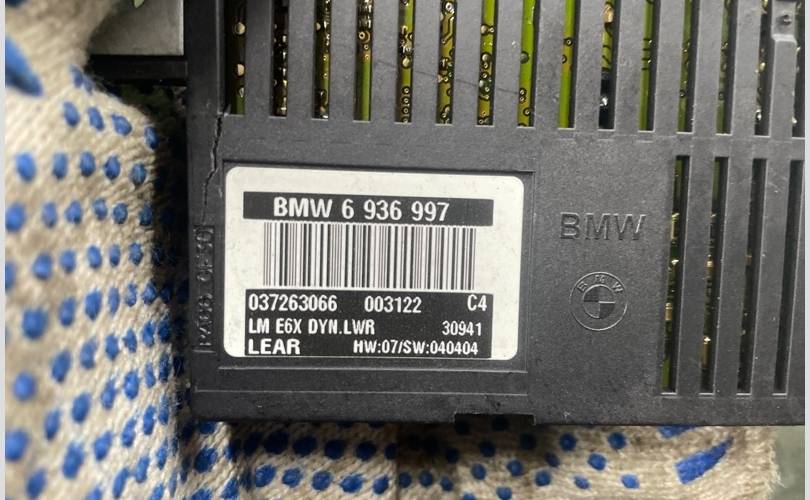 BMW 6 936 997
037263066 003122 C4
LM E6X DYN.LWR 30941
LEAR HW:07/SW:040404
BMW
BMW